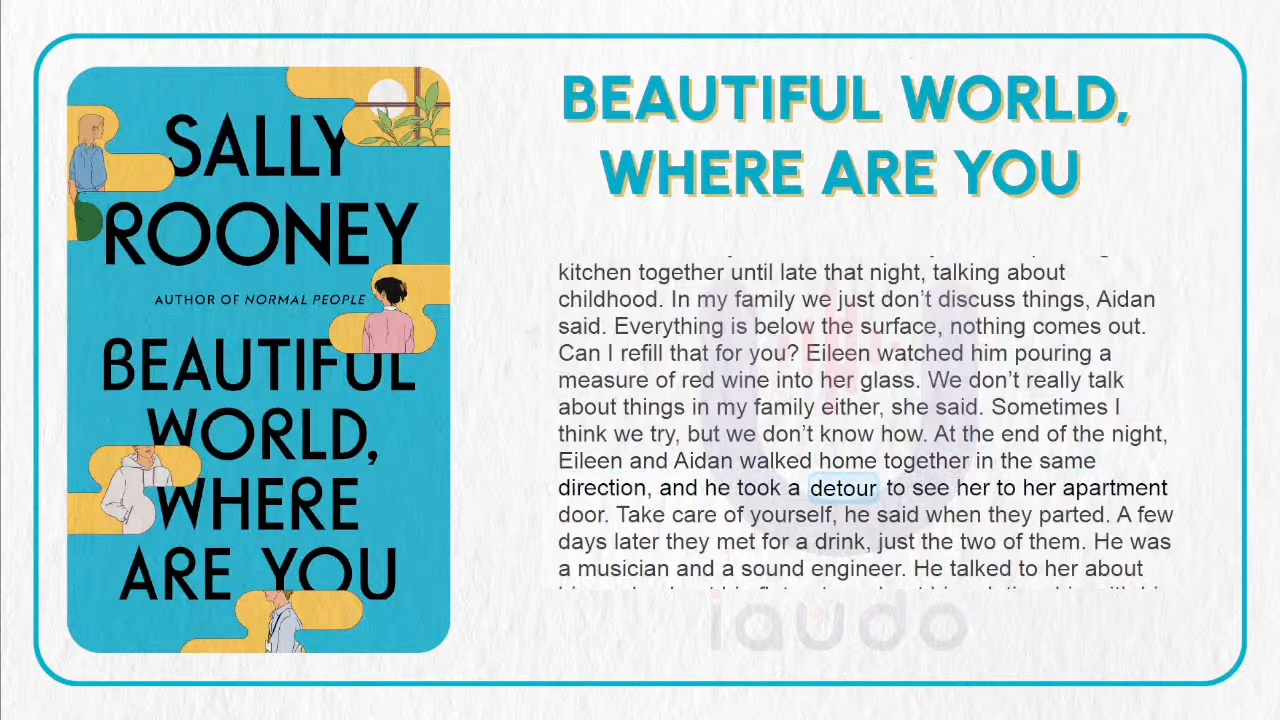 SALLY
ROONEY
AUTHOR OF NORMAL PEOPLE
BEAUTIFUL
WORLD,
WHERE
ARE YOU
BEAUTIFUL WORLD,
WHERE ARE YOU
kitchen together until late that night, talking about
childhood. In my family we just don’t discuss things, Aidan
said. Everything is below the surface, nothing comes out.
Can I refill that for you? Eileen watched him pouring a
measure of red wine into her glass. We don’t really talk
about things in my family either, she said. Sometimes I
think we try, but we don’t know how. At the end of the night,
Eileen and Aidan walked home together in the same
direction, and he took a detour to see her to her apartment
door. Take care of yourself, he said when they parted. A few
days later they met for a drink, just the two of them. He was
a musician and a sound engineer. He talked to her about
iaudo